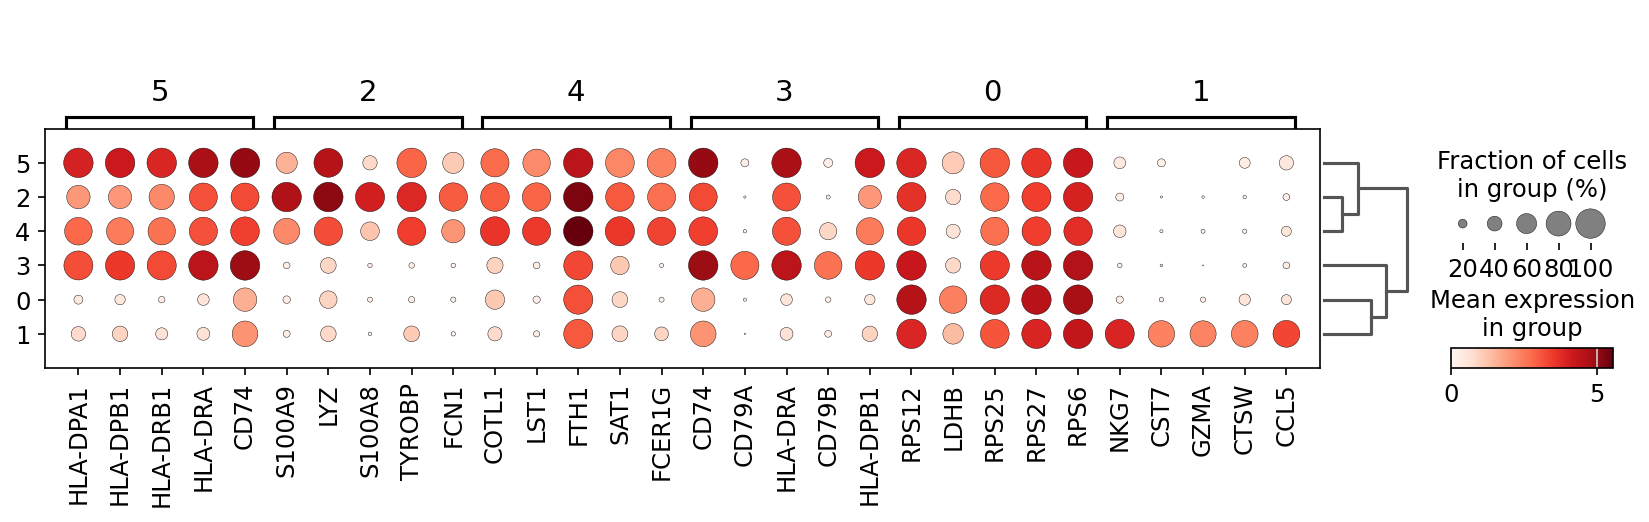 5 2 4 3 0 1
5
2
4
3
0
1
HLA-DPA1
HLA-DPB1
HLA-DRB1
HLA-DRA
CD74
S100A9
LYZ
S100A8
TYROBP
FCN1
COTL1
LST1
FTH1
SAT1
FCER1G
CD74
CD79A
HLA-DRA
CD79B
HLA-DPB1
RPS12
LDHB
RPS25
RPS27
RPS6
NKG7
CST7
GZMA
CTSW
CCL5
Fraction of cells
in group (%)
20 40 60 80 100
Mean expression
in group
0 5